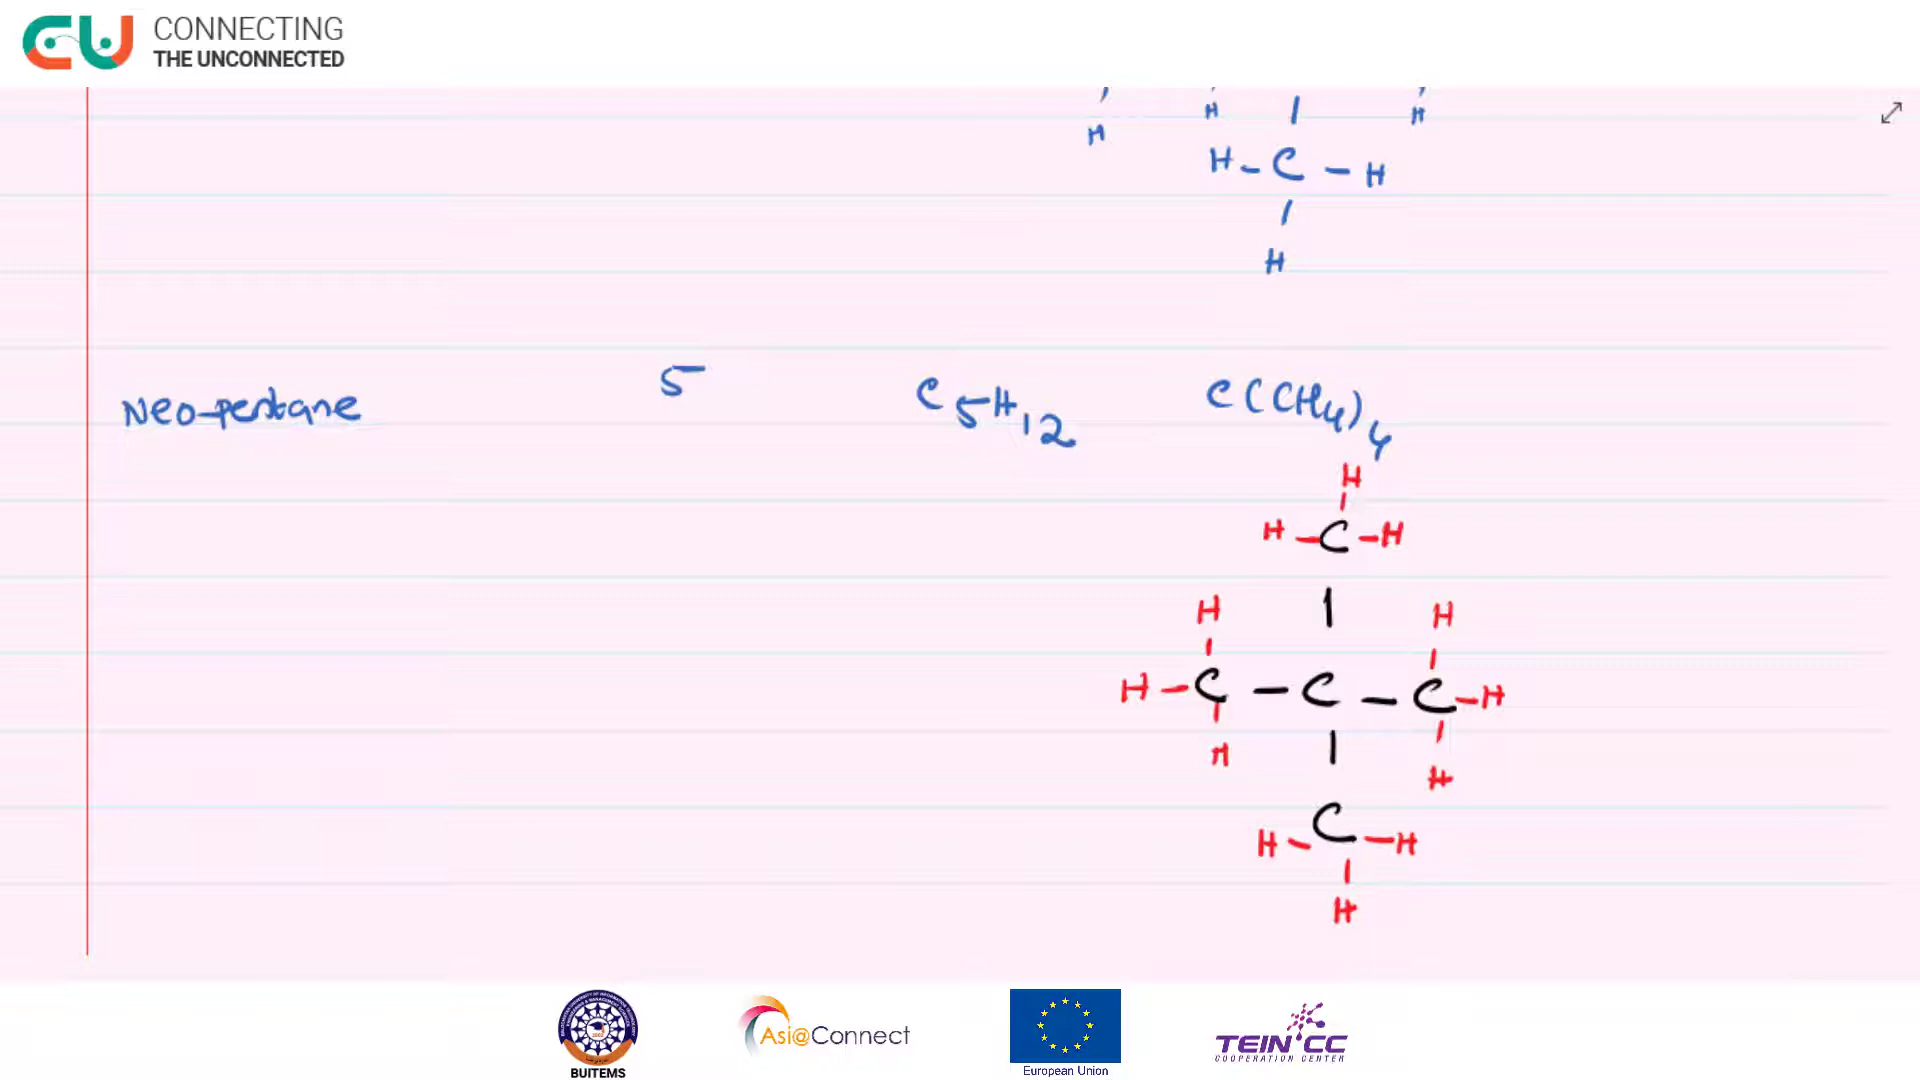 CONNECTING
THE UNCONNECTED
H H H
H - C - H
H
Neo-pentane 5 C5H12 C(CH4)4
H
H - C - H
H H
H - C - C - C - H
H H
C
H - - H
H
BUITEMS
Asi@Connect
European Union
TEIN*CC
COOPERATION CENTER